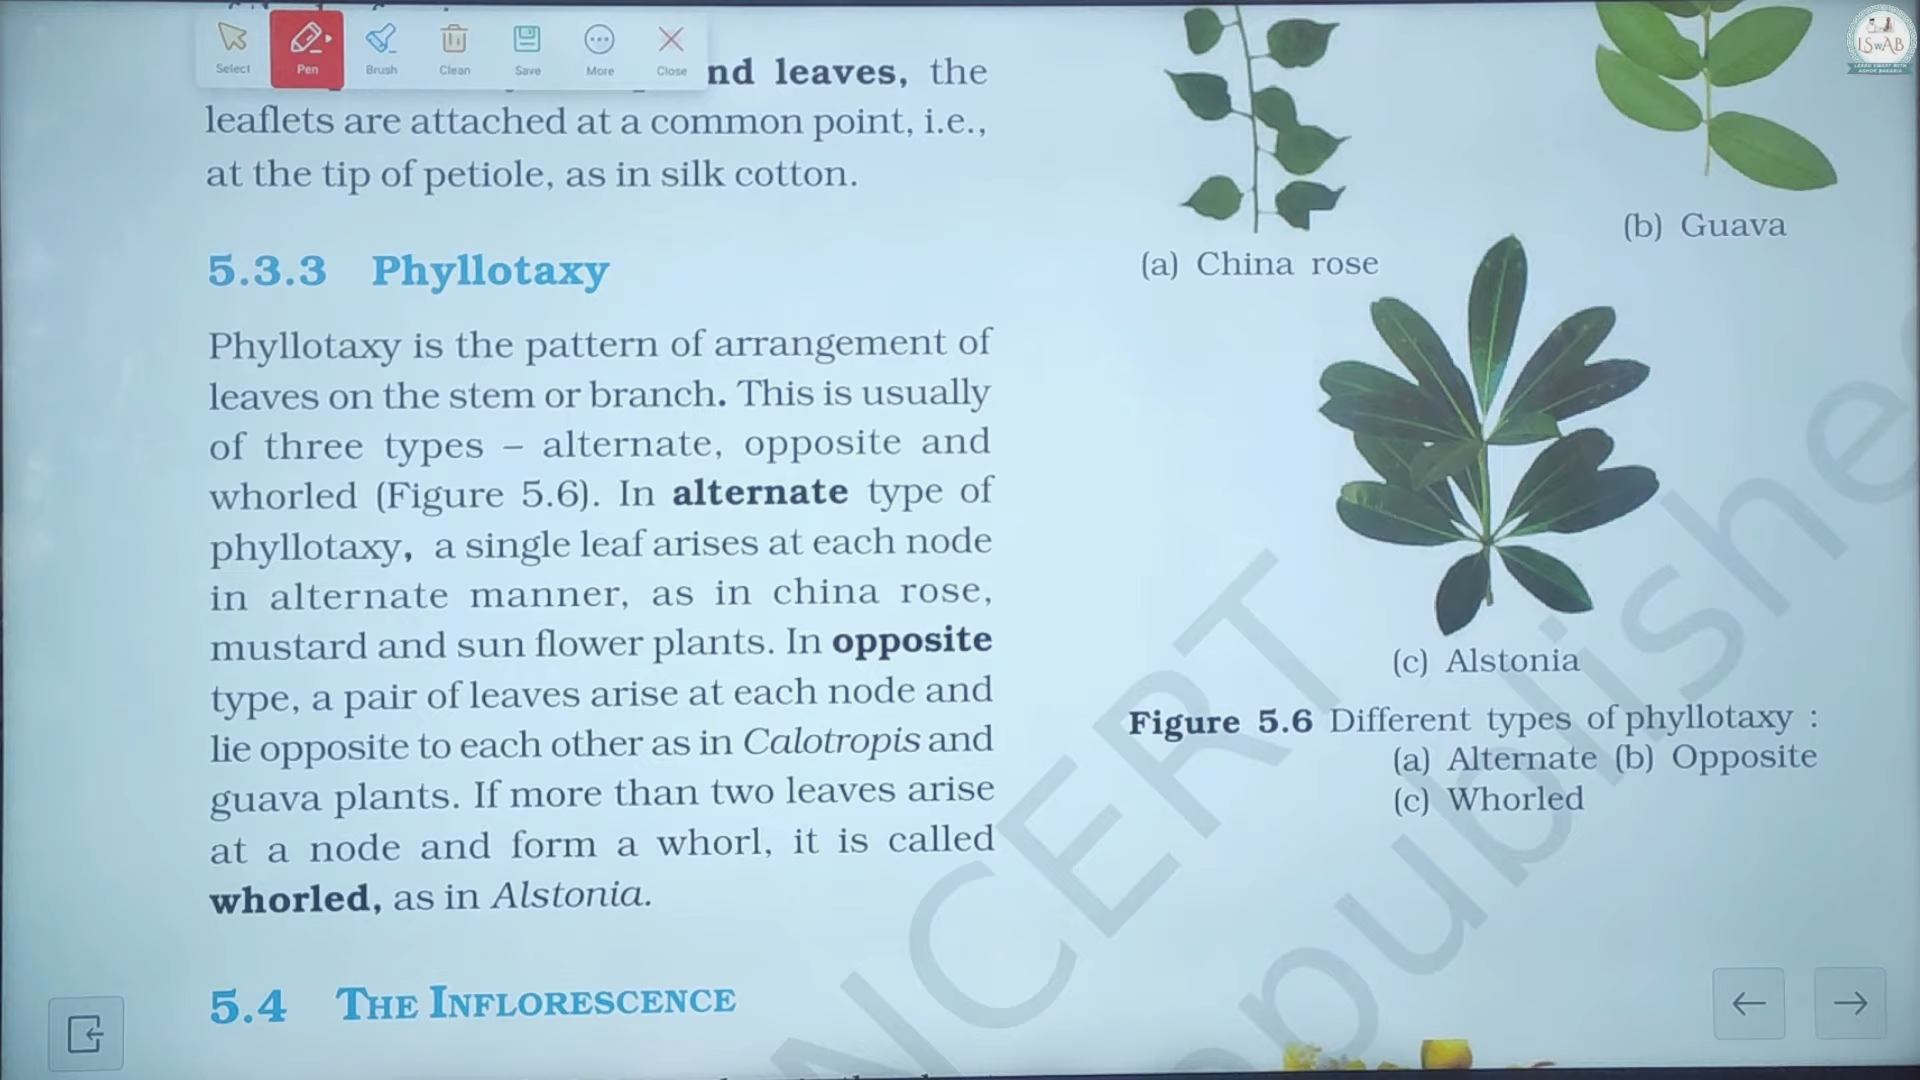 Select
Pen
Brush
Clean
Save
More
Close
nd leaves, the
leaflets are attached at a common point, i.e.,
at the tip of petiole, as in silk cotton.
5.3.3 Phyllotaxy
Phyllotaxy is the pattern of arrangement of
leaves on the stem or branch. This is usually
of three types – alternate, opposite and
whorled (Figure 5.6). In alternate type of
phyllotaxy, a single leaf arises at each node
in alternate manner, as in china rose,
mustard and sun flower plants. In opposite
type, a pair of leaves arise at each node and
lie opposite to each other as in Calotropis and
guava plants. If more than two leaves arise
at a node and form a whorl, it is called
whorled, as in Alstonia.
5.4 THE INFLORESCENCE
(a) China rose
(b) Guava
(c) Alstonia
Figure 5.6 Different types of phyllotaxy :
(a) Alternate (b) Opposite
(c) Whorled
NCERT
publishe
LSwAB
LEARN SMART WITH